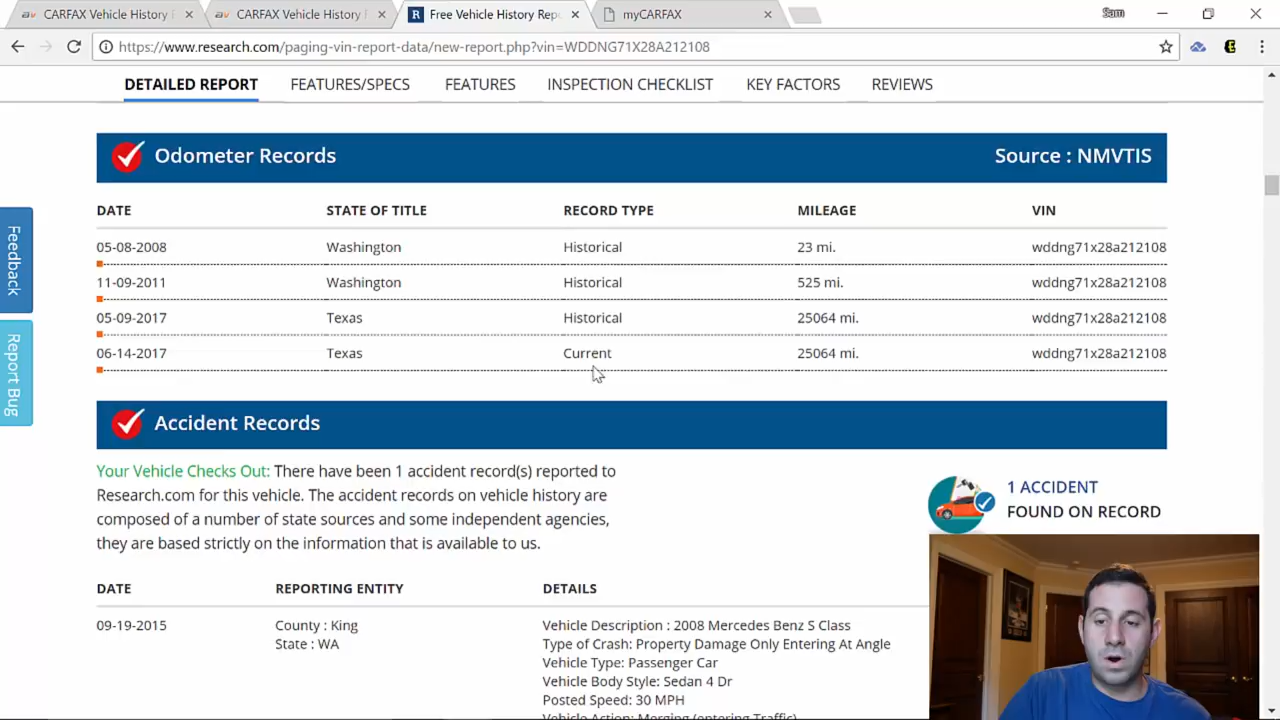 CARFAX Vehicle History F
CARFAX Vehicle History F
R Free Vehicle History Repo
myCARFAX
Sam
https://www.research.com/paging-vin-report-data/new-report.php?vin=WDDNG71X28A212108
DETAILED REPORT FEATURES/SPECS FEATURES INSPECTION CHECKLIST KEY FACTORS REVIEWS
Feedback
Report Bug
Odometer Records Source : NMVTIS
DATE STATE OF TITLE RECORD TYPE MILEAGE VIN
05-08-2008 Washington Historical 23 mi. wddng71x28a212108
11-09-2011 Washington Historical 525 mi. wddng71x28a212108
05-09-2017 Texas Historical 25064 mi. wddng71x28a212108
06-14-2017 Texas Current 25064 mi. wddng71x28a212108
Accident Records
Your Vehicle Checks Out: There have been 1 accident record(s) reported to
Research.com for this vehicle. The accident records on vehicle history are
composed of a number of state sources and some independent agencies,
they are based strictly on the information that is available to us.
1 ACCIDENT
FOUND ON RECORD
DATE REPORTING ENTITY DETAILS
09-19-2015 County : King Vehicle Description : 2008 Mercedes Benz S Class
State : WA Type of Crash: Property Damage Only Entering At Angle
Vehicle Type: Passenger Car
Vehicle Body Style: Sedan 4 Dr
Posted Speed: 30 MPH
Vehicle Action: Merging (entering Traffic)